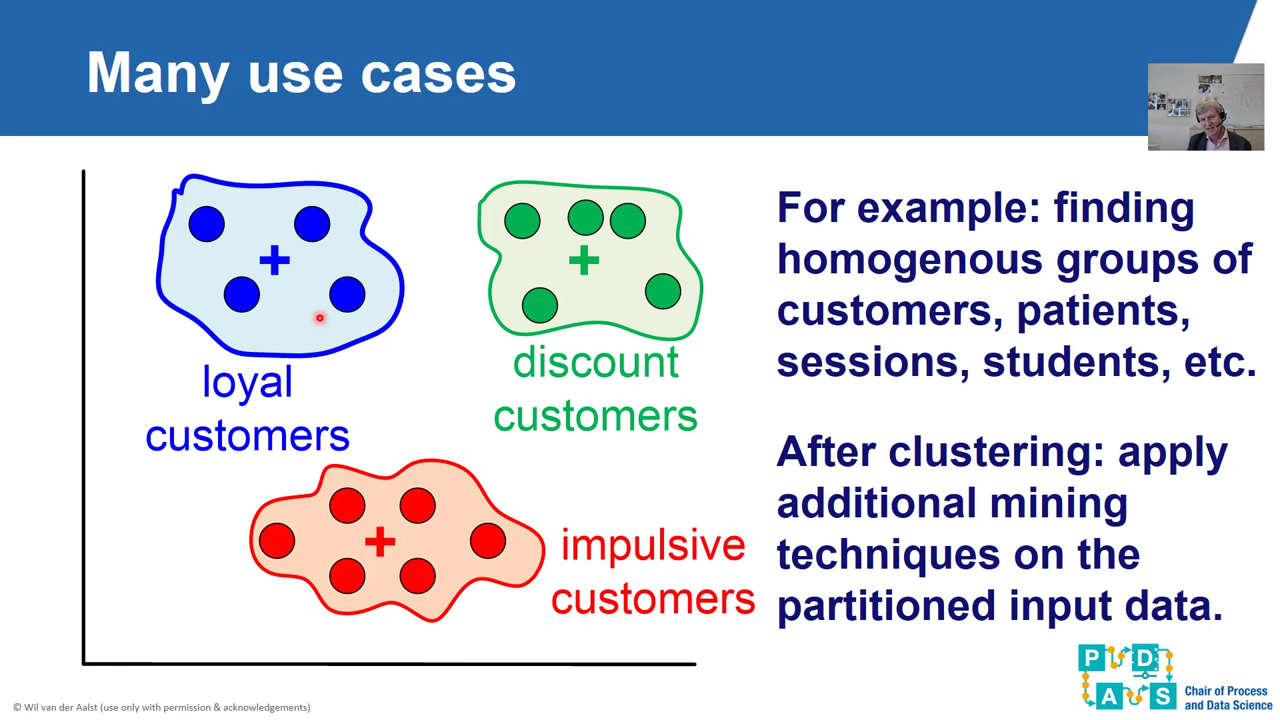 Many use cases
loyal
customers
discount
customers
impulsive
customers
For example: finding
homogenous groups of
customers, patients,
sessions, students, etc.
After clustering: apply
additional mining
techniques on the
partitioned input data.
P D
A S
Chair of Process
and Data Science
© Wil van der Aalst (use only with permission & acknowledgements)